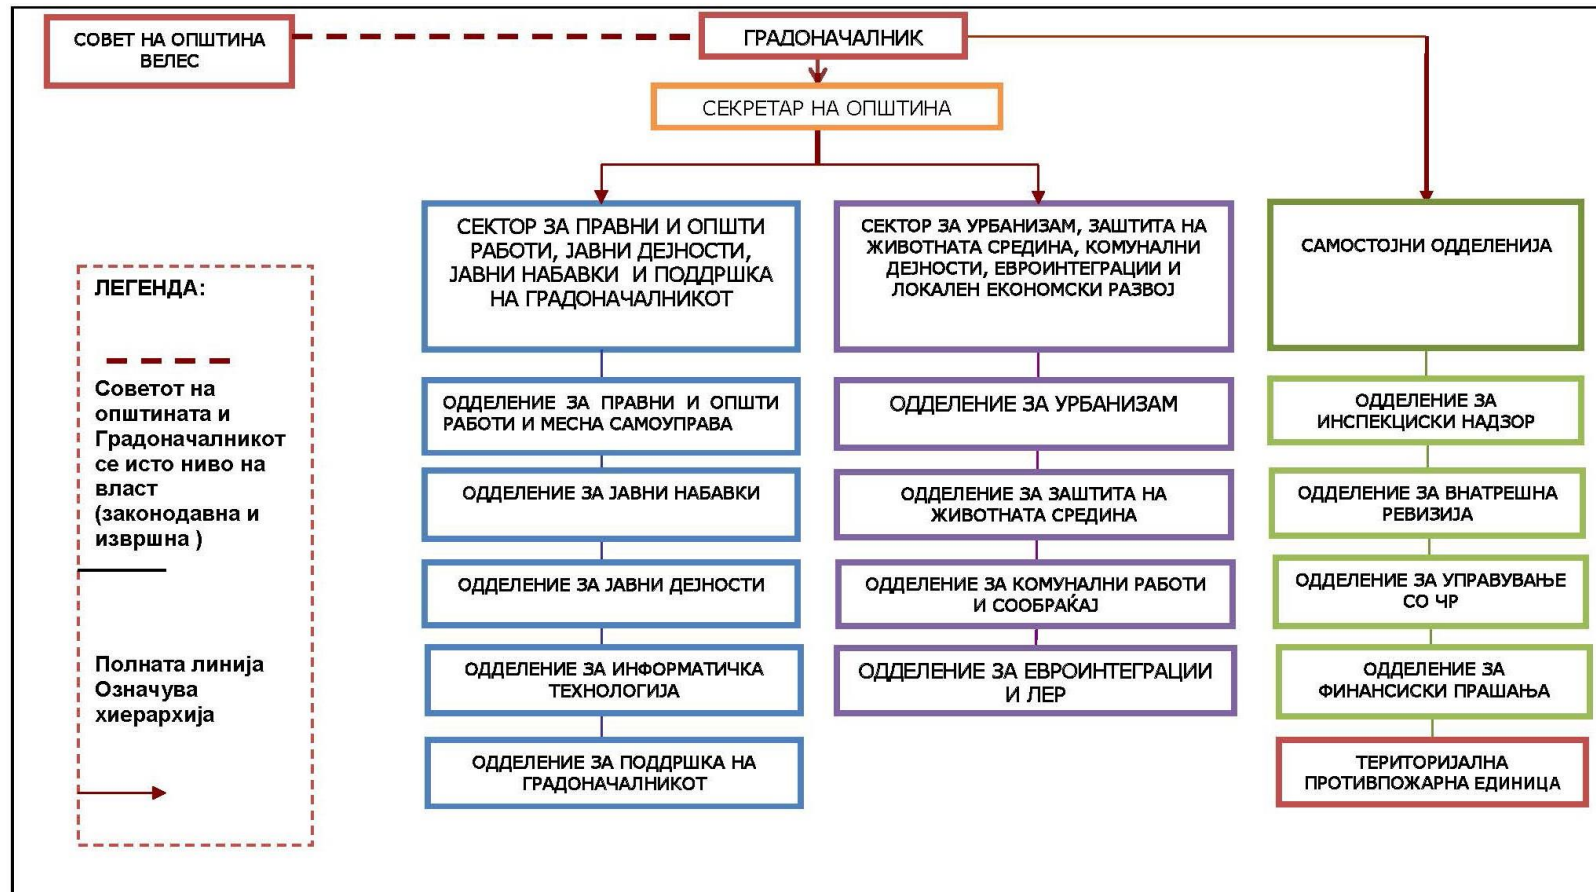 СОВЕТ НА ОПШТИНА
ВЕЛЕС
ГРАДОНАЧАЛНИК
СЕКРЕТАР НА ОПШТИНА
СЕКТОР ЗА ПРАВНИ И ОПШТИ
РАБОТИ, ЈАВНИ ДЕЈНОСТИ,
ЈАВНИ НАБАВКИ И ПОДДРШКА
НА ГРАДОНАЧАЛНИКОТ
ОДДЕЛЕНИЕ ЗА ПРАВНИ И ОПШТИ
РАБОТИ И МЕСНА САМОУПРАВА
ОДДЕЛЕНИЕ ЗА ЈАВНИ НАБАВКИ
ОДДЕЛЕНИЕ ЗА ЈАВНИ ДЕЈНОСТИ
ОДДЕЛЕНИЕ ЗА ИНФОРМАТИЧКА
ТЕХНОЛОГИЈА
ОДДЕЛЕНИЕ ЗА ПОДДРШКА НА
ГРАДОНАЧАЛНИКОТ
СЕКТОР ЗА УРБАНИЗАМ, ЗАШТИТА НА
ЖИВОТНАТА СРЕДИНА, КОМУНАЛНИ
ДЕЈНОСТИ, ЕВРОИНТЕГРАЦИИ И
ЛОКАЛЕН ЕКОНОМСКИ РАЗВОЈ
ОДДЕЛЕНИЕ ЗА УРБАНИЗАМ
ОДДЕЛЕНИЕ ЗА ЗАШТИТА НА
ЖИВОТНАТА СРЕДИНА
ОДДЕЛЕНИЕ ЗА КОМУНАЛНИ РАБОТИ
И СООБРАЌАЈ
ОДДЕЛЕНИЕ ЗА ЕВРОИНТЕГРАЦИИ
И ЛЕР
САМОСТОЈНИ ОДДЕЛЕНИЈА
ОДДЕЛЕНИЕ ЗА
ИНСПЕКЦИСКИ НАДЗОР
ОДДЕЛЕНИЕ ЗА ВНАТРЕШНА
РЕВИЗИЈА
ОДДЕЛЕНИЕ ЗА УПРАВУВАЊЕ
СО ЧР
ОДДЕЛЕНИЕ ЗА
ФИНАНСИСКИ ПРАШАЊА
ТЕРИТОРИЈАЛНА
ПРОТИВПОЖАРНА ЕДИНИЦА
ЛЕГЕНДА:
Советот на
општината и
Градоначалникот
се исто ниво на
власт
(законодавна и
извршна )
Полната линија
Означува
хиерархија